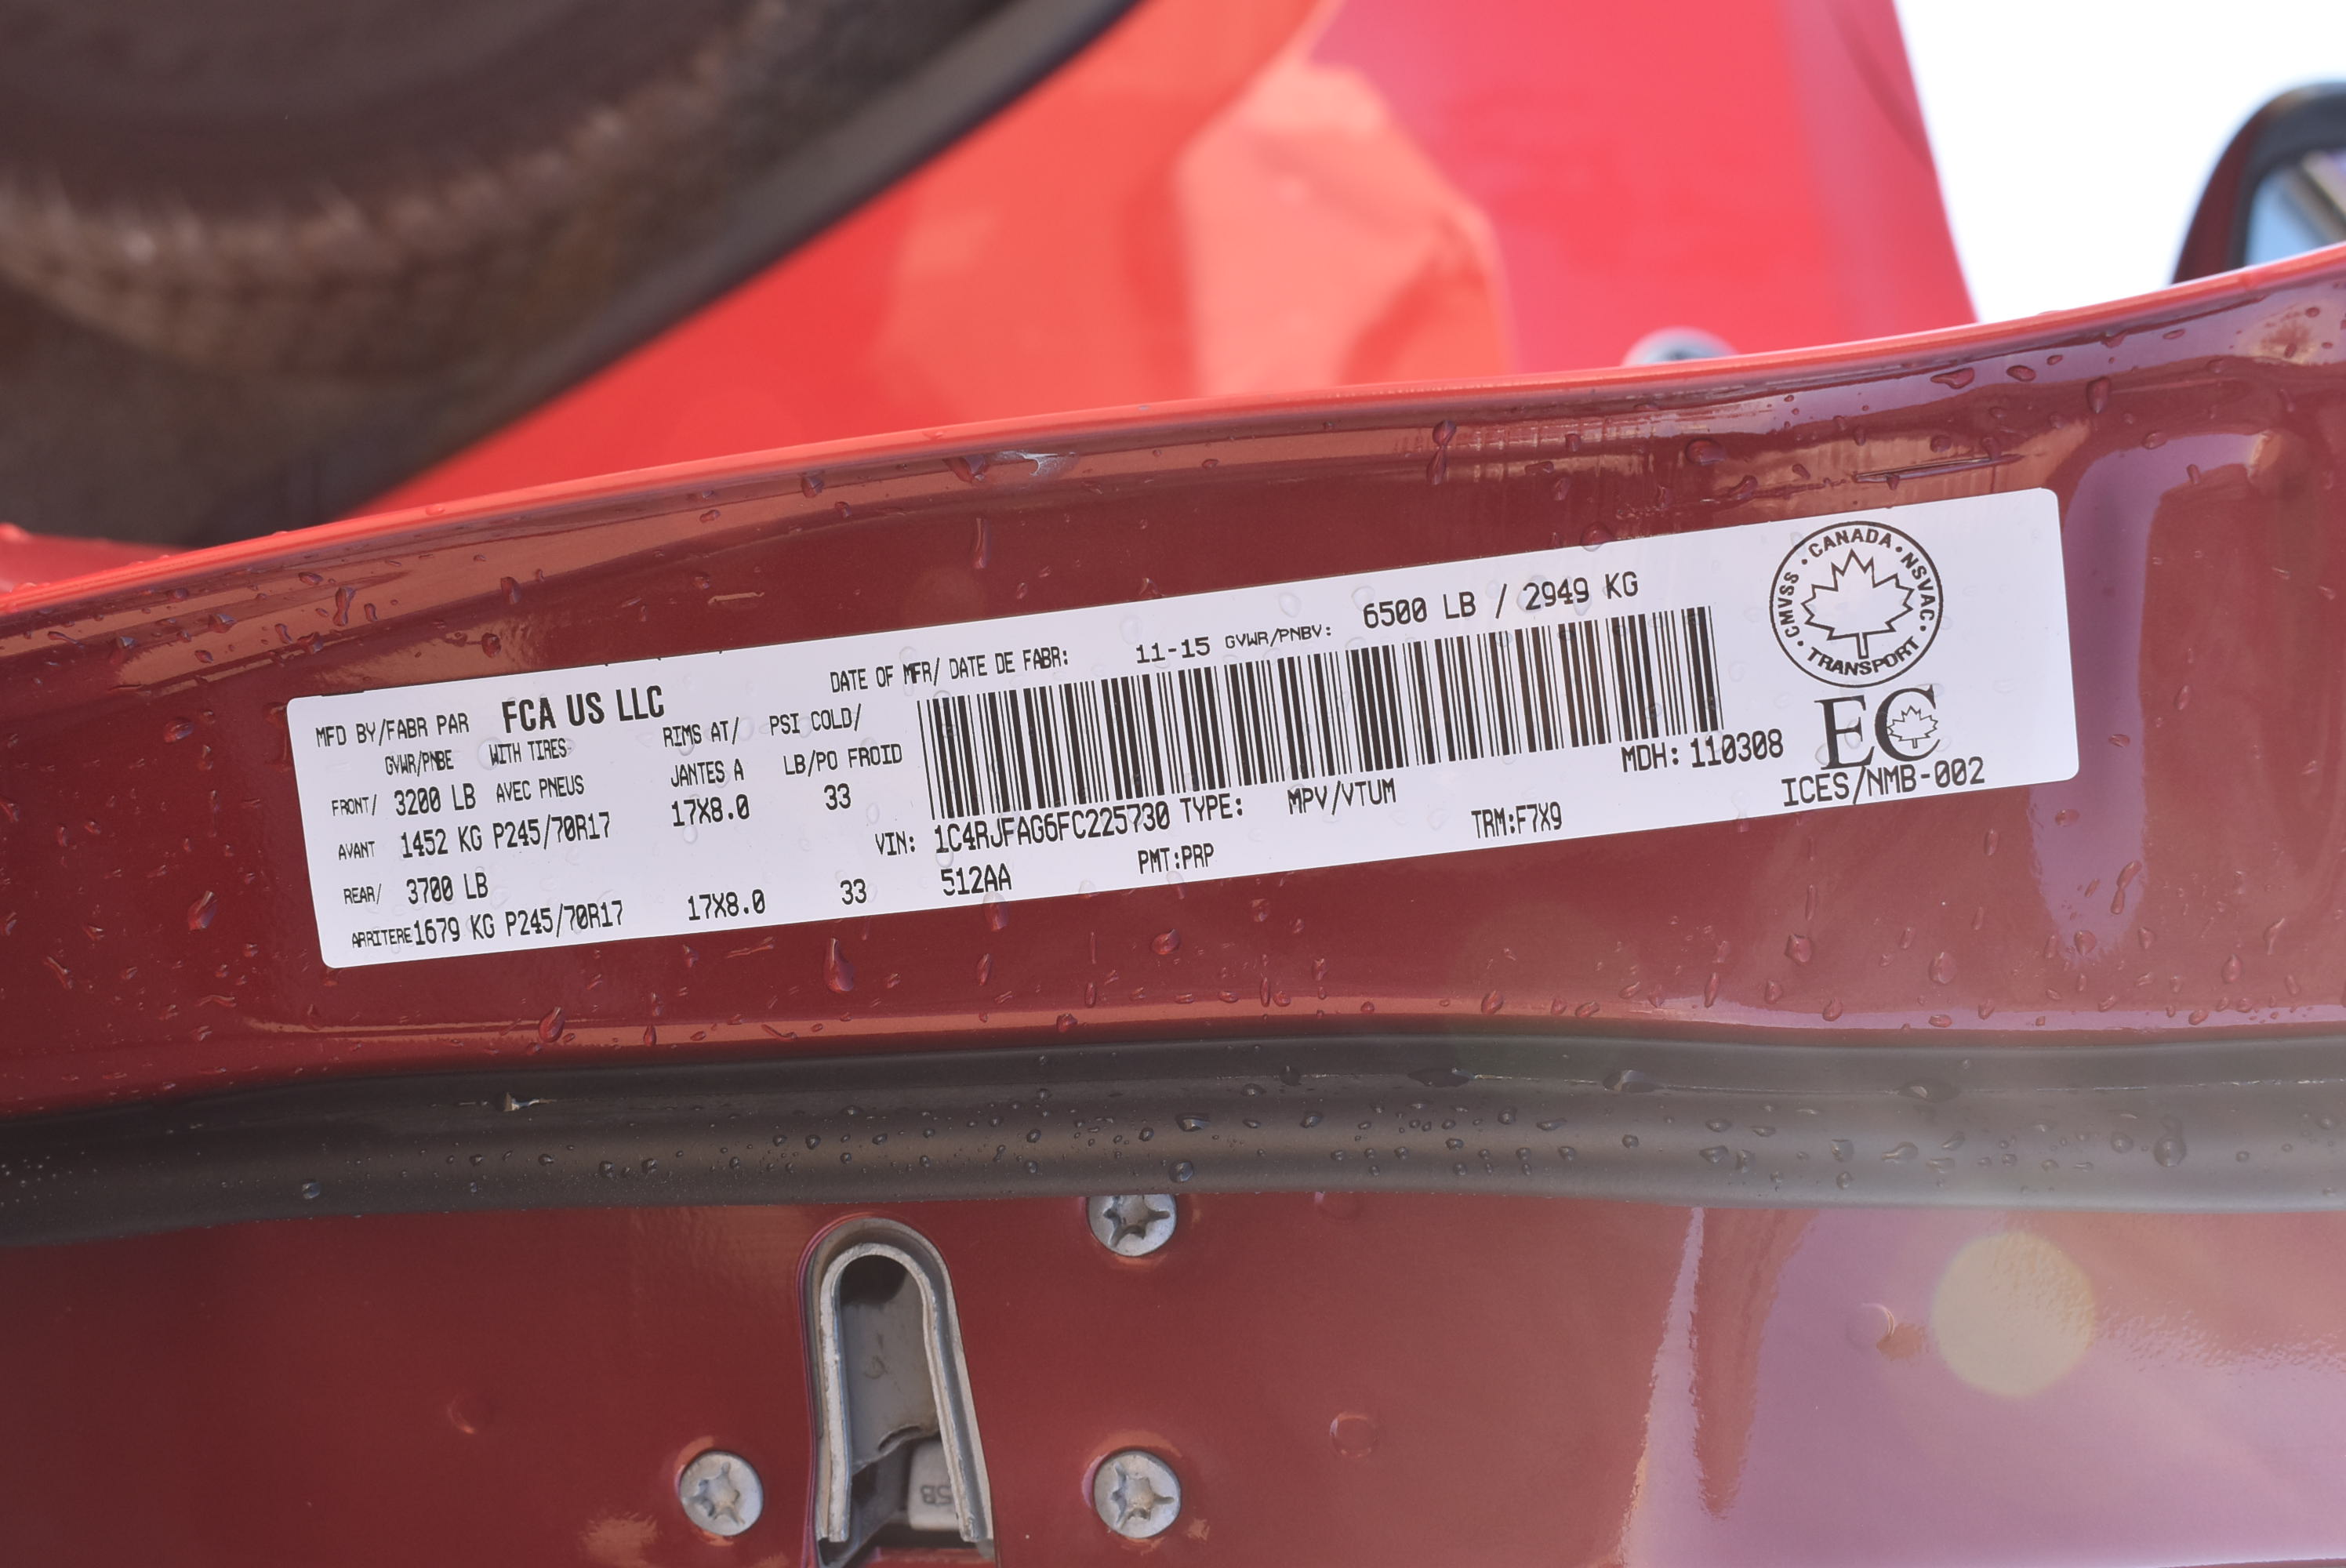 MFD BY/FABR PAR FCA US LLC DATE OF MFR/ DATE DE FABR: 11-15 GVWR/PNBV: 6500 LB / 2949 KG
GVWR/PNBE WITH TIRES RIMS AT/ PSI COLD/
AVEC PNEUS JANTES A LB/PO FROID
FRONT/ 3200 LB 17X8.0 33
AVANT 1452 KG P245/70R17
REAR/ 3700 LB 17X8.0 33
ARRITERE 1679 KG P245/70R17
MDH: 110308
VIN: 1C4RJFAG6FC225730 TYPE: MPV/VTUM
512AA PMT:PRP TRM:F7X9
CMVSS • CANADA • NSVAC • TRANSPORT •
EC
ICES/NMB-002